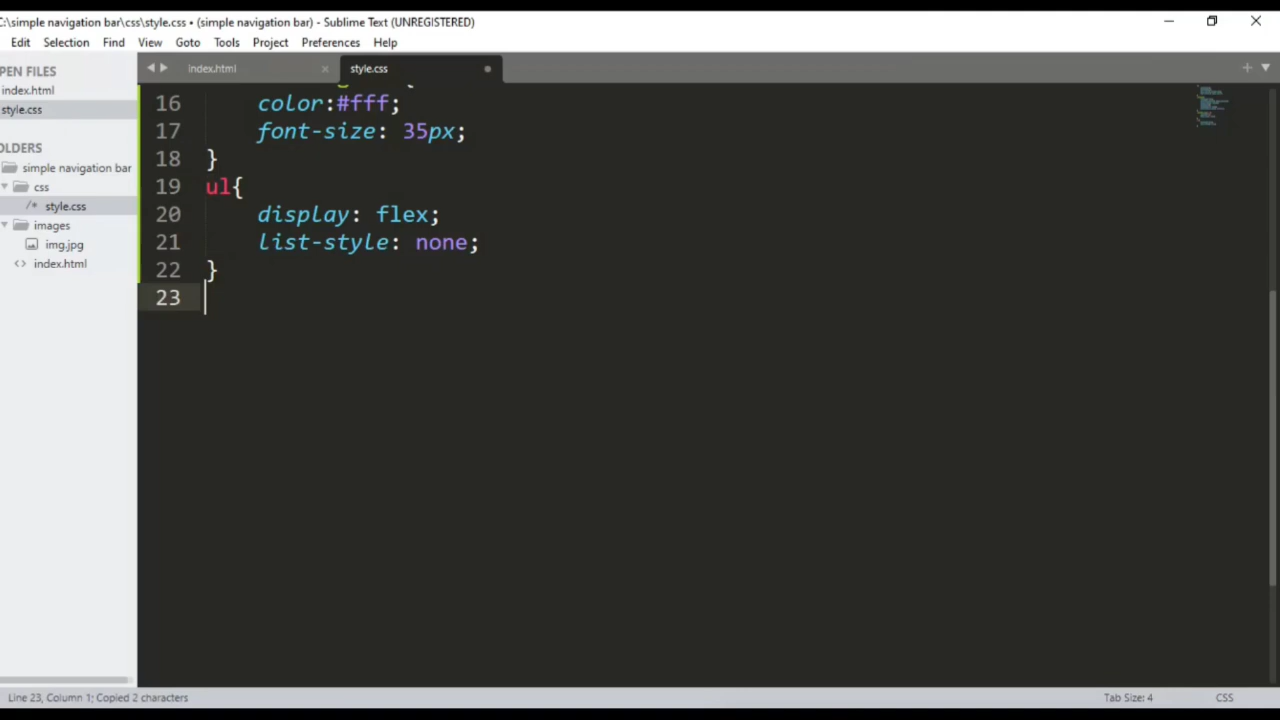 C:\simple navigation bar\css\style.css • (simple navigation bar) - Sublime Text (UNREGISTERED)
Edit Selection Find View Goto Tools Project Preferences Help
PEN FILES
index.html
style.css
OLDERS
simple navigation bar
css
/* style.css
images
img.jpg
<> index.html
index.html ×
style.css
16 color:#fff;
17 font-size: 35px;
18 }
19 ul{
20 display: flex;
21 list-style: none;
22 }
23
Line 23, Column 1; Copied 2 characters
Tab Size: 4
CSS